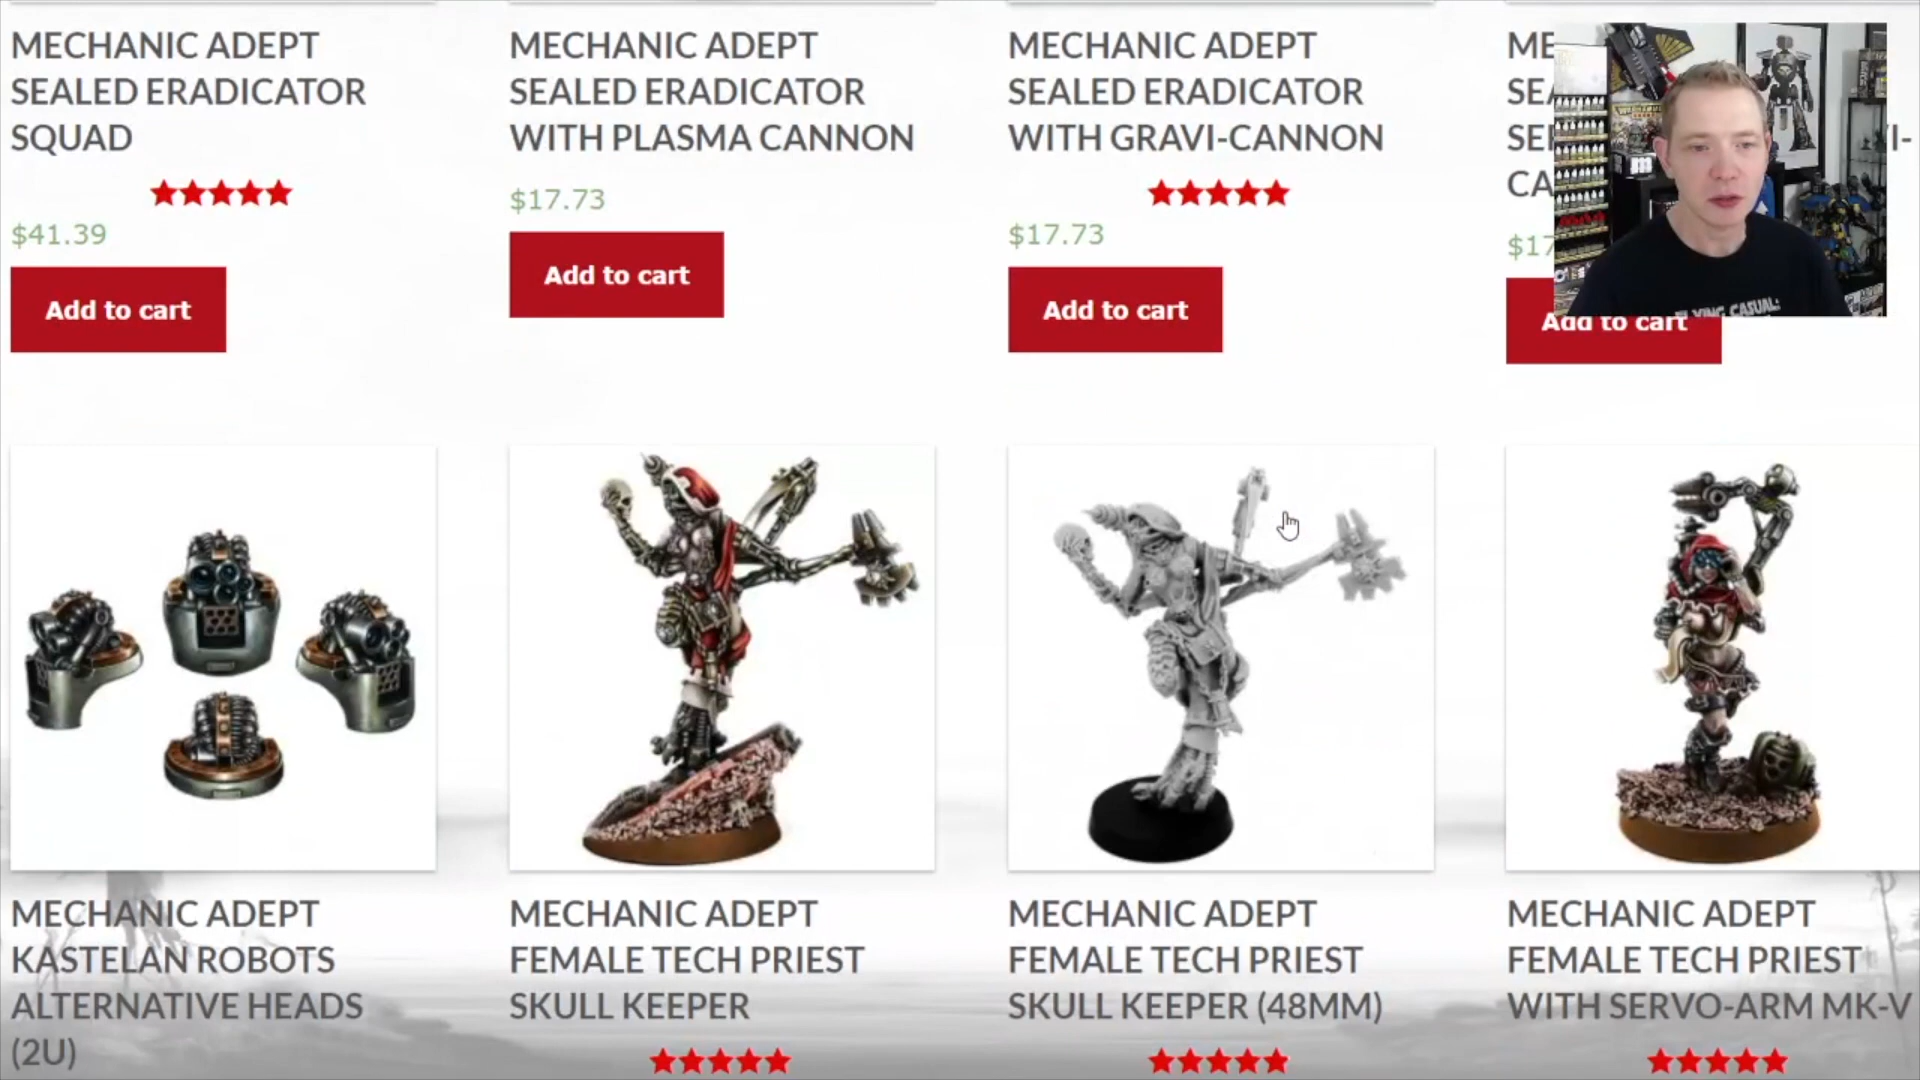 MECHANIC ADEPT
SEALED ERADICATOR
SQUAD
$41.39
Add to cart
MECHANIC ADEPT
SEALED ERADICATOR
WITH PLASMA CANNON
$17.73
Add to cart
MECHANIC ADEPT
SEALED ERADICATOR
WITH GRAVI-CANNON
$17.73
Add to cart
Add to cart
MECHANIC ADEPT
KASTELAN ROBOTS
ALTERNATIVE HEADS
(2U)
MECHANIC ADEPT
FEMALE TECH PRIEST
SKULL KEEPER
MECHANIC ADEPT
FEMALE TECH PRIEST
SKULL KEEPER (48MM)
MECHANIC ADEPT
FEMALE TECH PRIEST
WITH SERVO-ARM MK-V